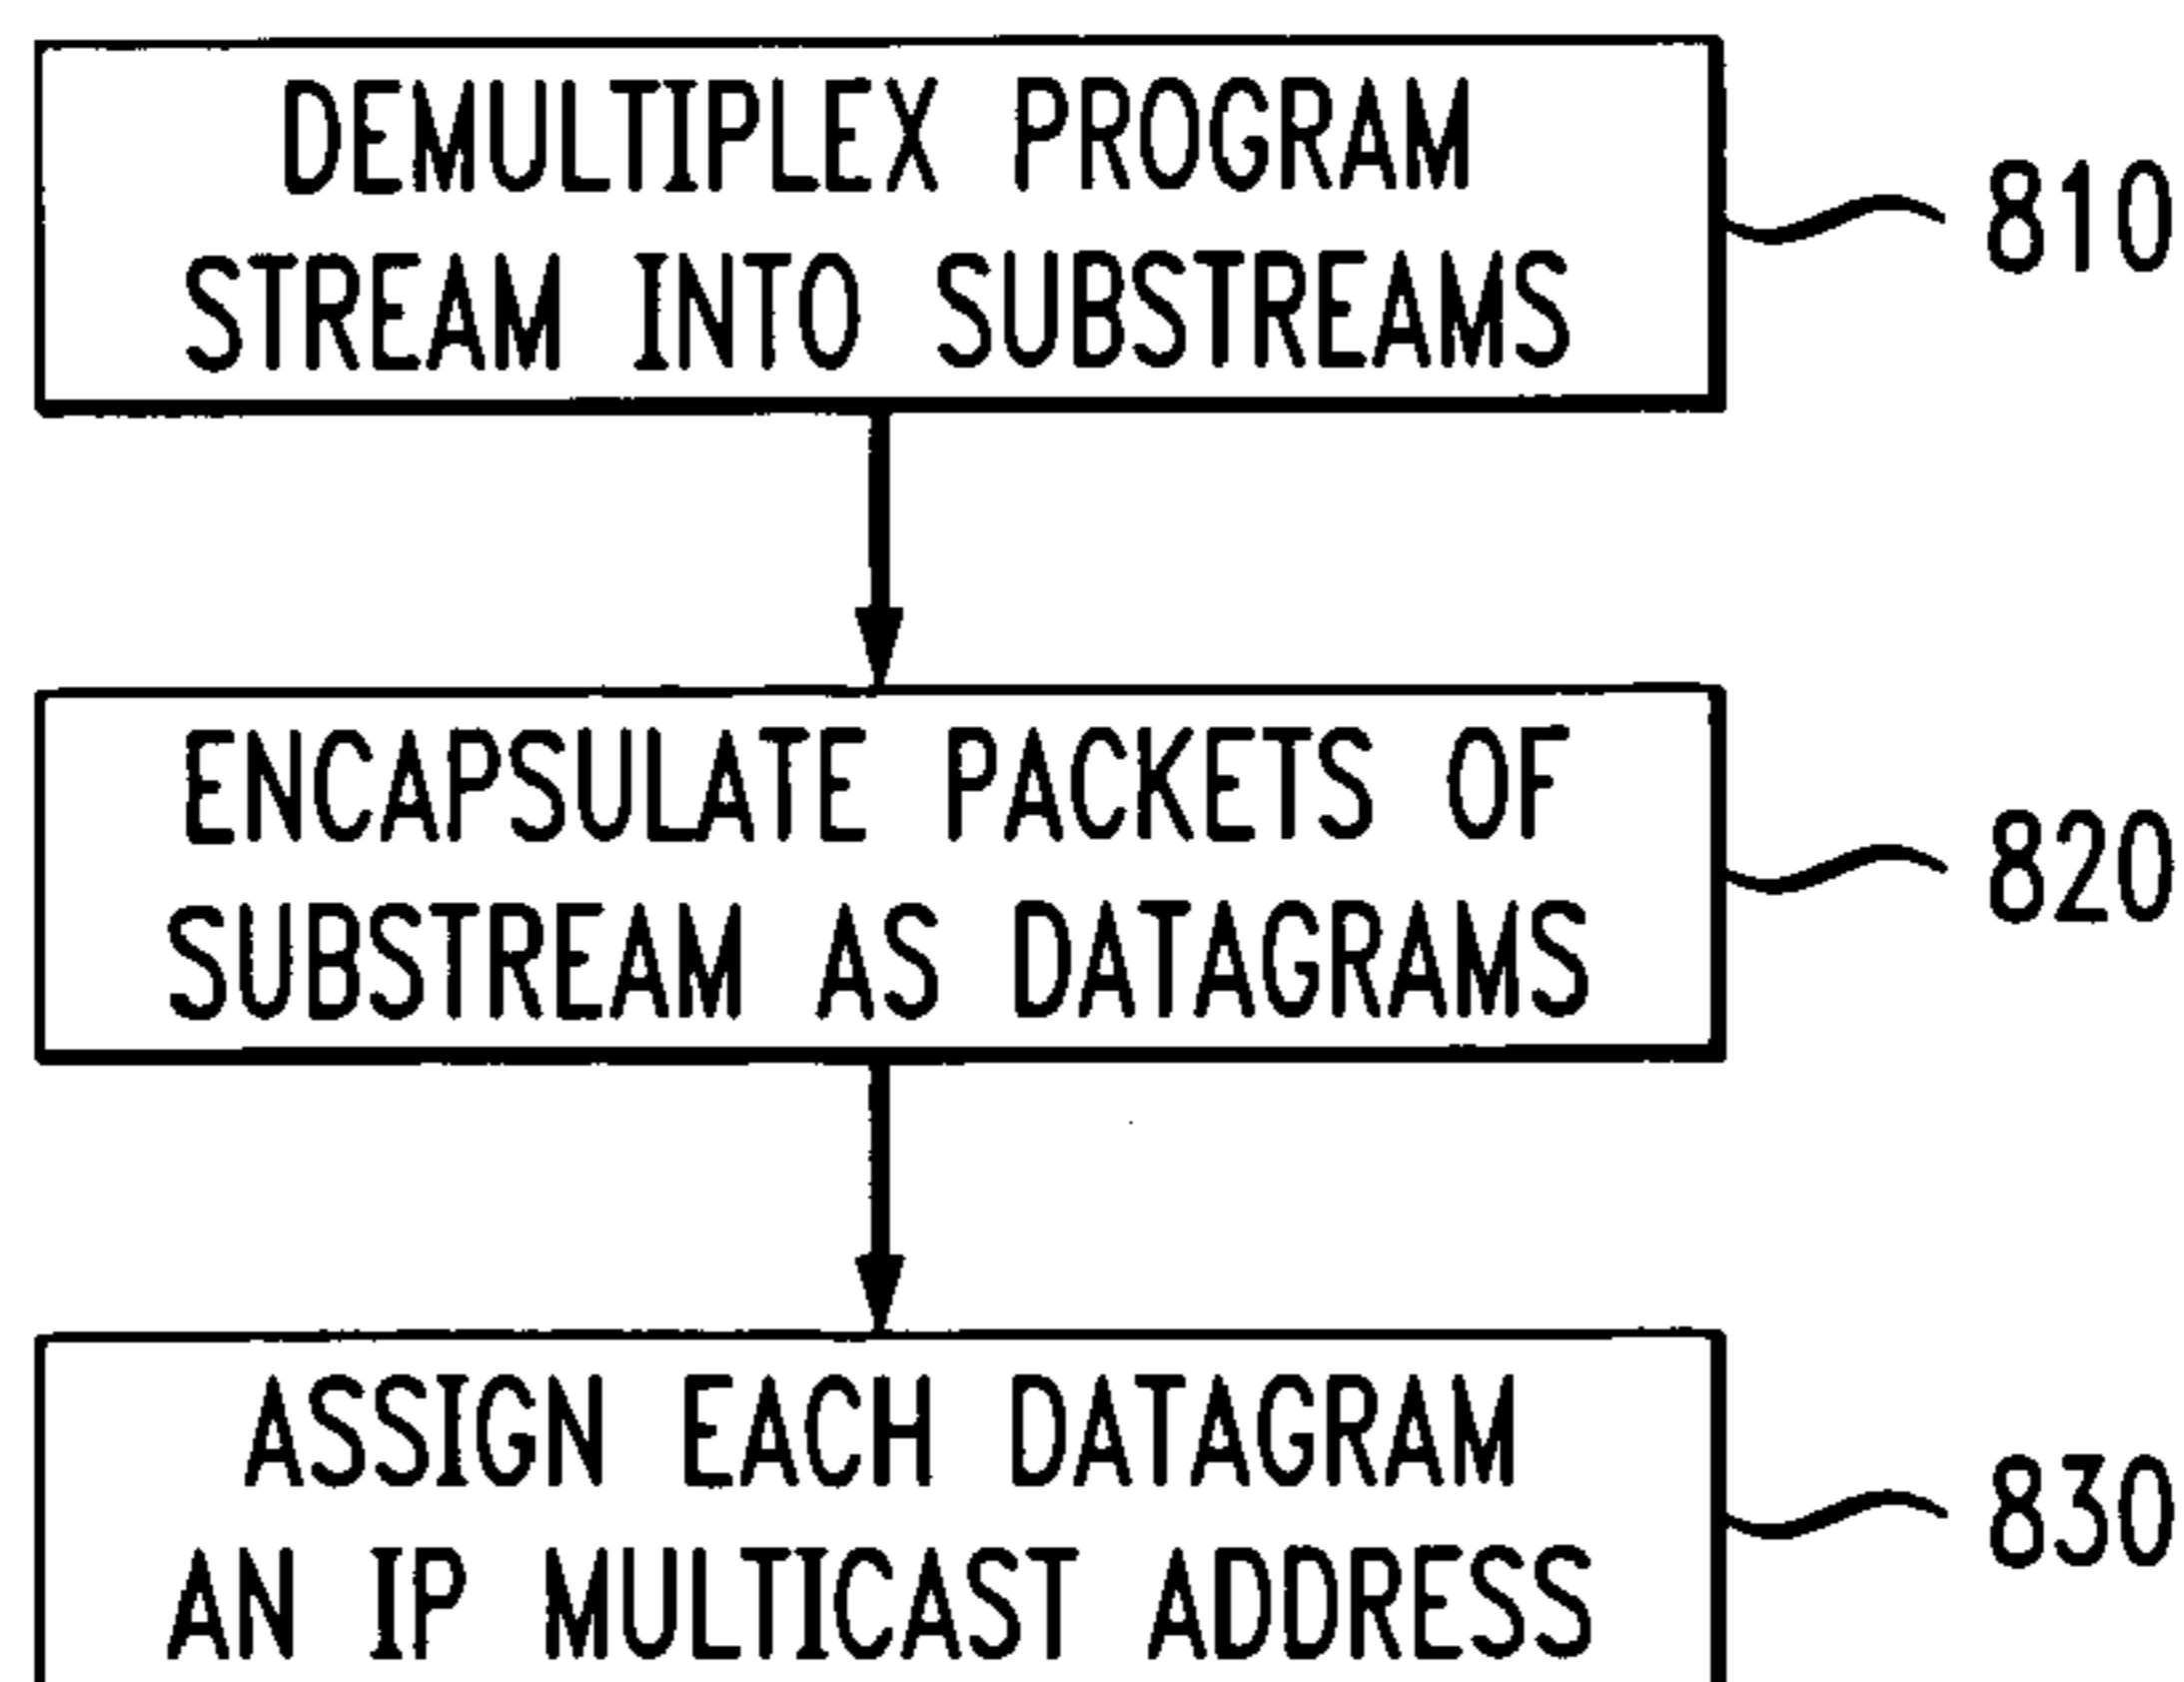 DEMULTIPLEX PROGRAM
STREAM INTO SUBSTREAMS
810
ENCAPSULATE PACKETS OF
SUBSTREAM AS DATAGRAMS
820
ASSIGN EACH DATAGRAM
AN IP MULTICAST ADDRESS
830